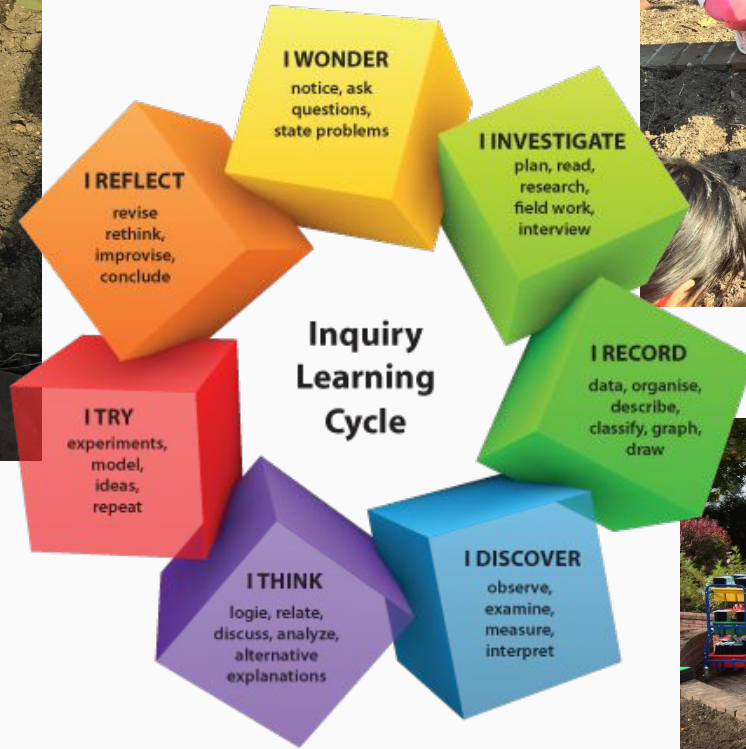 Inquiry
Learning
Cycle
I WONDER
notice, ask
questions,
state problems
I INVESTIGATE
plan, read,
research,
field work,
interview
I RECORD
data, organise,
describe,
classify, graph,
draw
I DISCOVER
observe,
examine,
measure,
interpret
I THINK
logie, relate,
discuss, analyze,
alternative
explanations
I TRY
experiments,
model,
ideas,
repeat
I REFLECT
revise
rethink,
improvise,
conclude